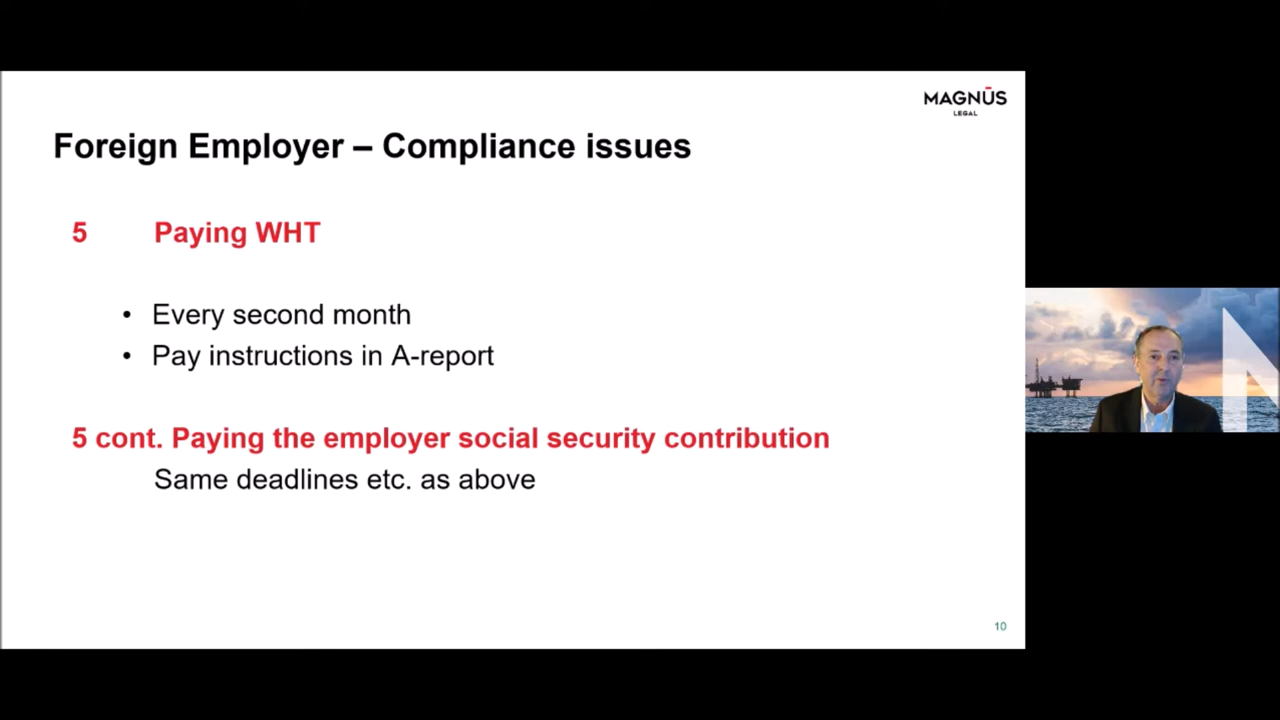 MAGNŪS
LEGAL
Foreign Employer – Compliance issues
5 Paying WHT
• Every second month
• Pay instructions in A-report
5 cont. Paying the employer social security contribution
Same deadlines etc. as above
10